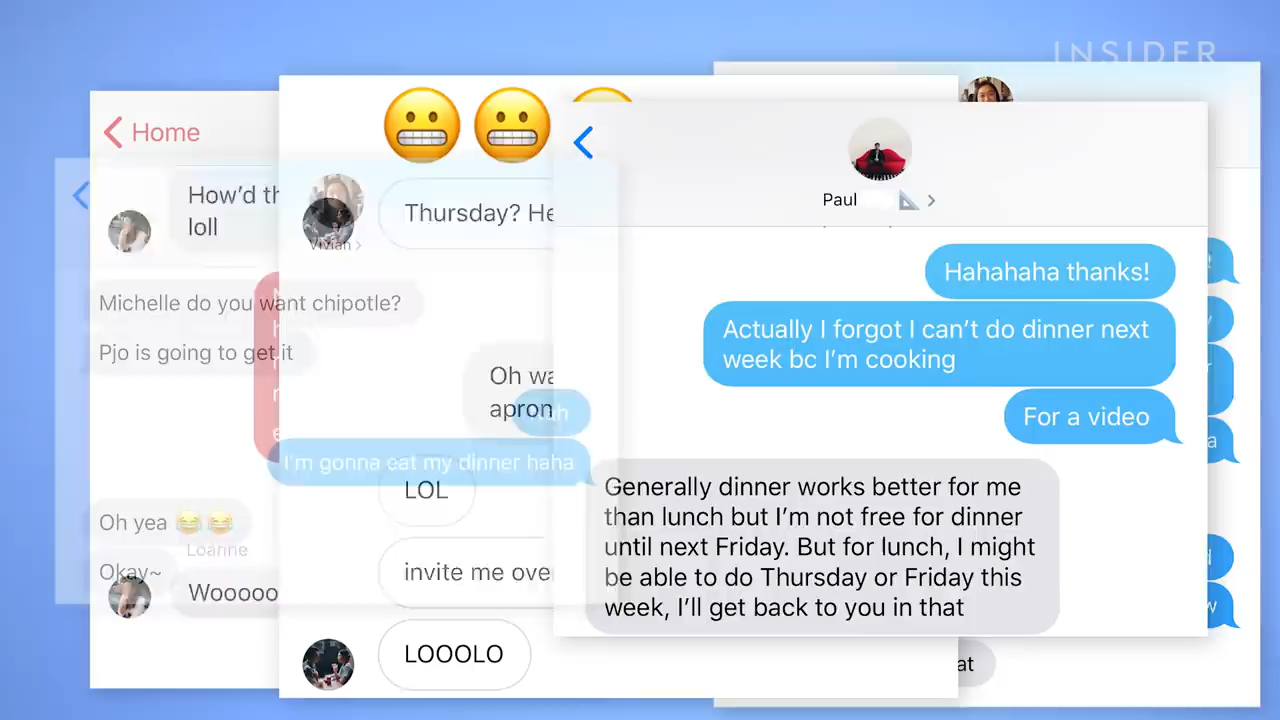 INSIDER
Home
How'd th
loll
Michelle do you want chipotle?
Pjo is going to get it
Oh yea 😂 😂
Loanne
Okay~
Wooooo
😬 😬
Vivian
Thursday? He
Oh wa
apron
I'm gonna eat my dinner haha
LOL
invite me ove
LOOOLO
Paul
Hahahaha thanks!
Actually I forgot I can't do dinner next
week bc I'm cooking
For a video
Generally dinner works better for me
than lunch but I'm not free for dinner
until next Friday. But for lunch, I might
be able to do Thursday or Friday this
week, I'll get back to you in that
at